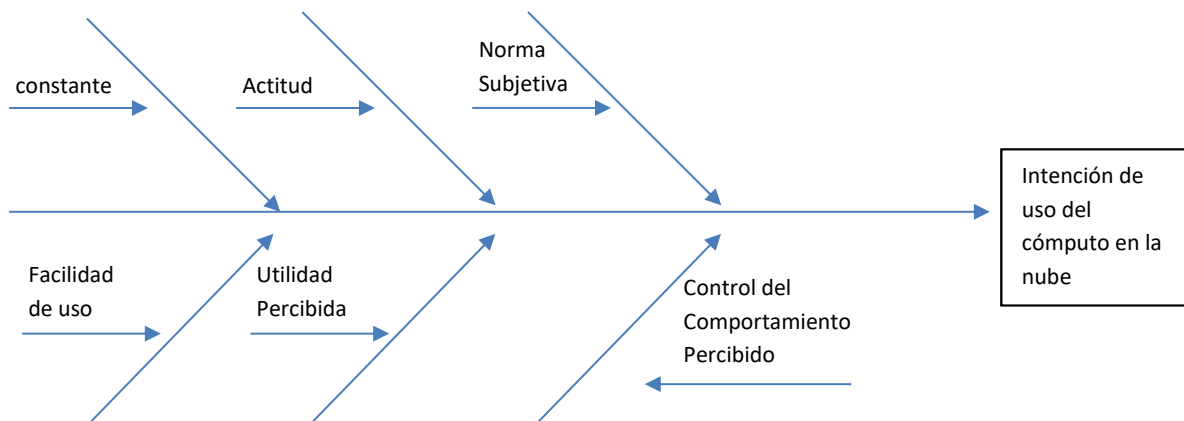 constante
Actitud
Norma
Subjetiva
Intención de
uso del
cómputo en la
nube
Facilidad
de uso
Utilidad
Percibida
Control del
Comportamiento
Percibido